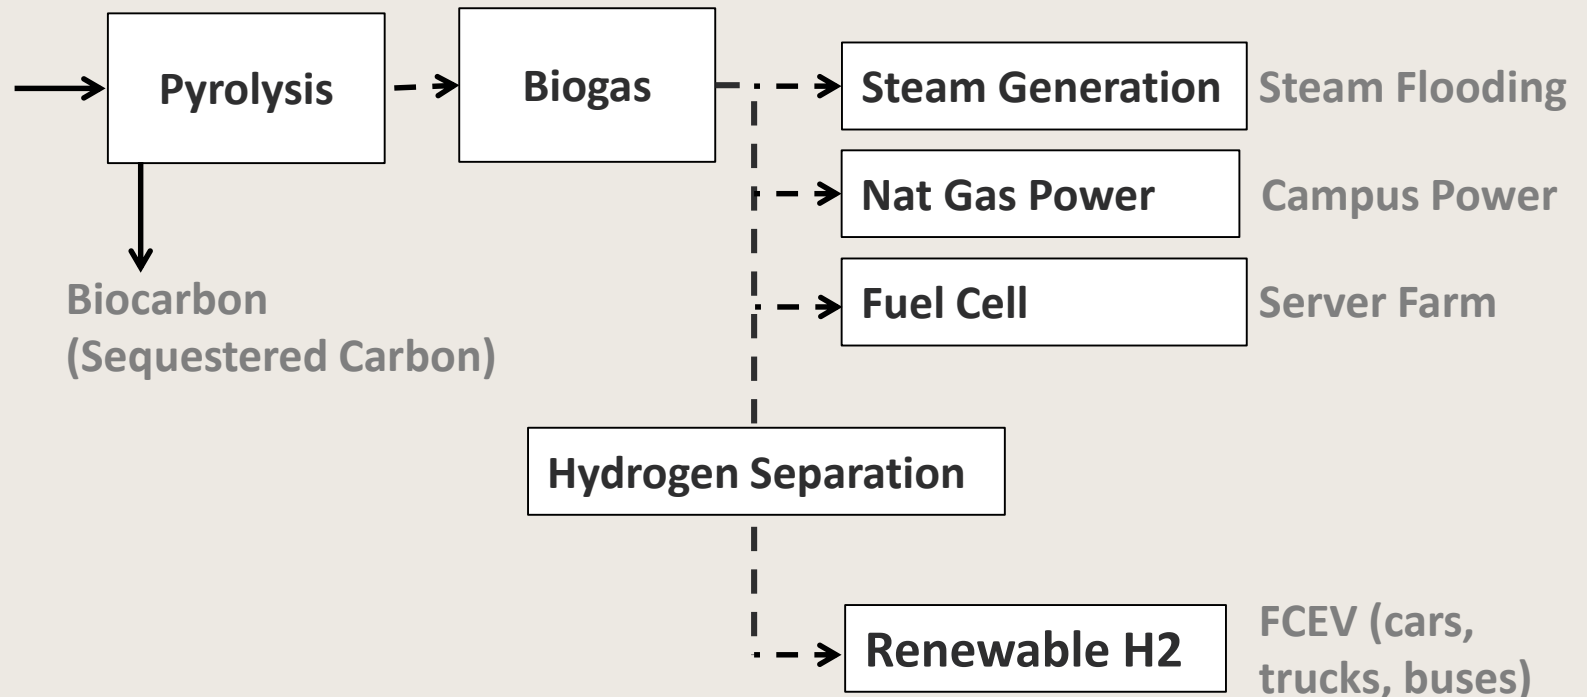 Pyrolysis
Biogas
Steam Generation
Steam Flooding
Nat Gas Power
Campus Power
Fuel Cell
Server Farm
Biocarbon
(Sequestered Carbon)
Hydrogen Separation
Renewable H2
FCEV (cars,
trucks, buses)